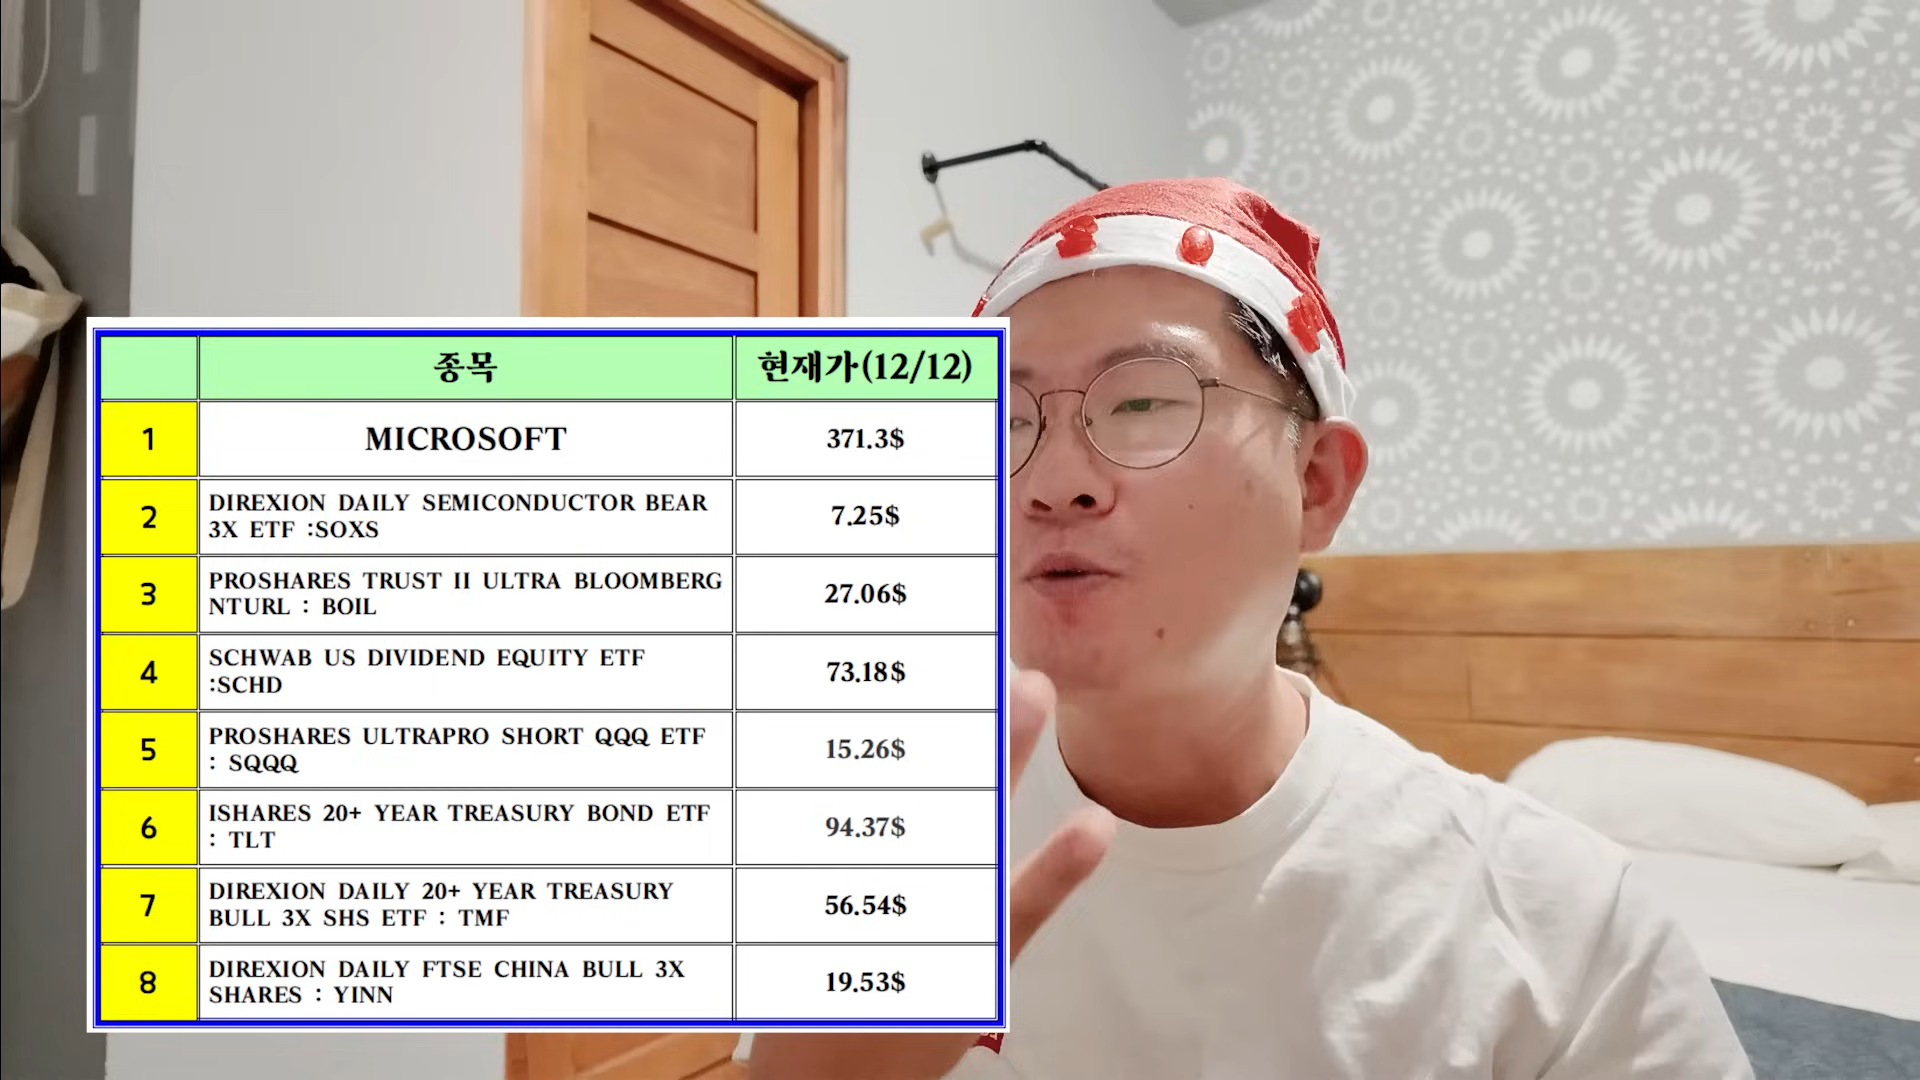 종목 현재가(12/12)
1 MICROSOFT 371.3$
2 DIREXION DAILY SEMICONDUCTOR BEAR 7.25$
3X ETF :SOXS
3 PROSHARES TRUST II ULTRA BLOOMBERG 27.06$
NTURL : BOIL
4 SCHWAB US DIVIDEND EQUITY ETF 73.18$
:SCHD
5 PROSHARES ULTRAPRO SHORT QQQ ETF 15.26$
: SQQQ
6 ISHARES 20+ YEAR TREASURY BOND ETF 94.37$
: TLT
7 DIREXION DAILY 20+ YEAR TREASURY 56.54$
BULL 3X SHS ETF : TMF
8 DIREXION DAILY FTSE CHINA BULL 3X 19.53$
SHARES : YINN